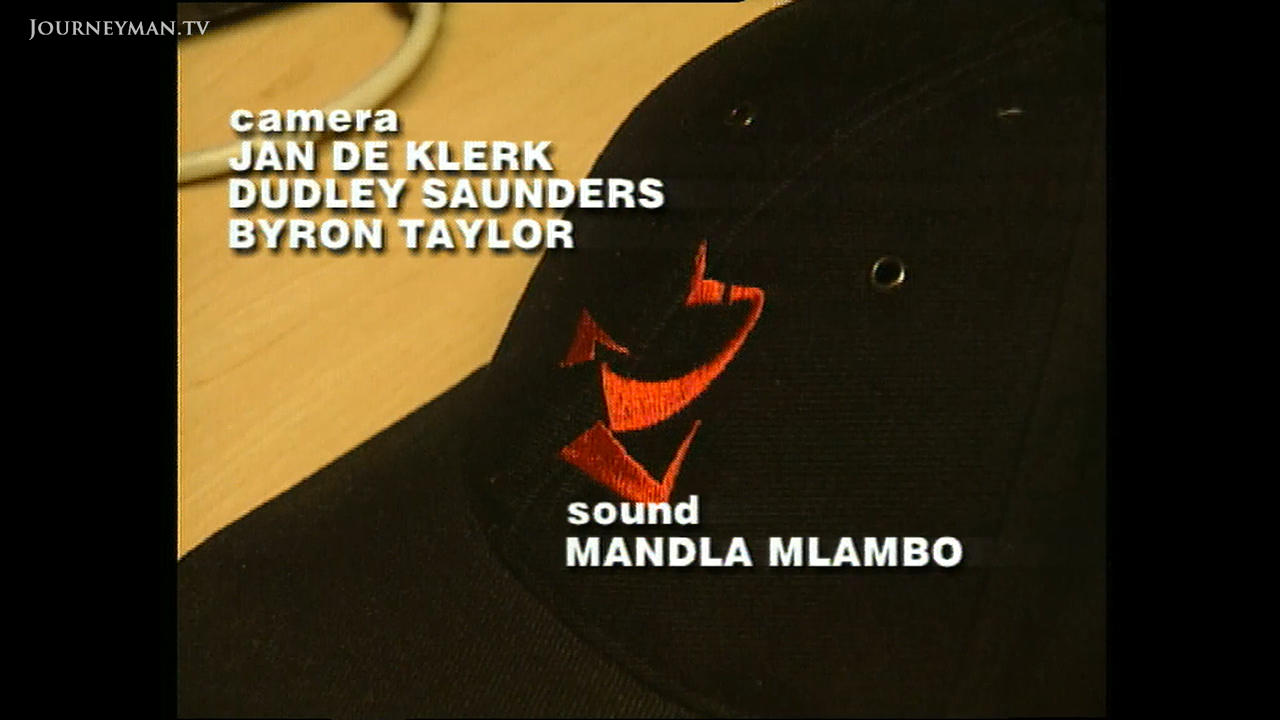 JOURNEYMAN.TV
camera
JAN DE KLERK
DUDLEY SAUNDERS
BYRON TAYLOR
sound
MANDLA MLAMBO